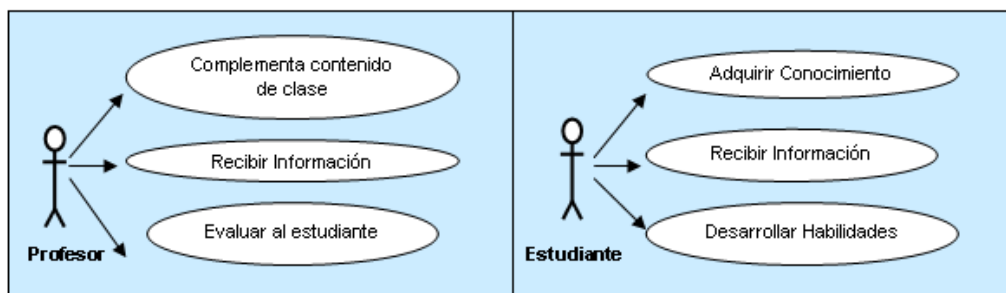 Complementa contenido
de clase
Recibir Información
Evaluar al estudiante
Profesor
Adquirir Conocimiento
Recibir Información
Desarrollar Habilidades
Estudiante